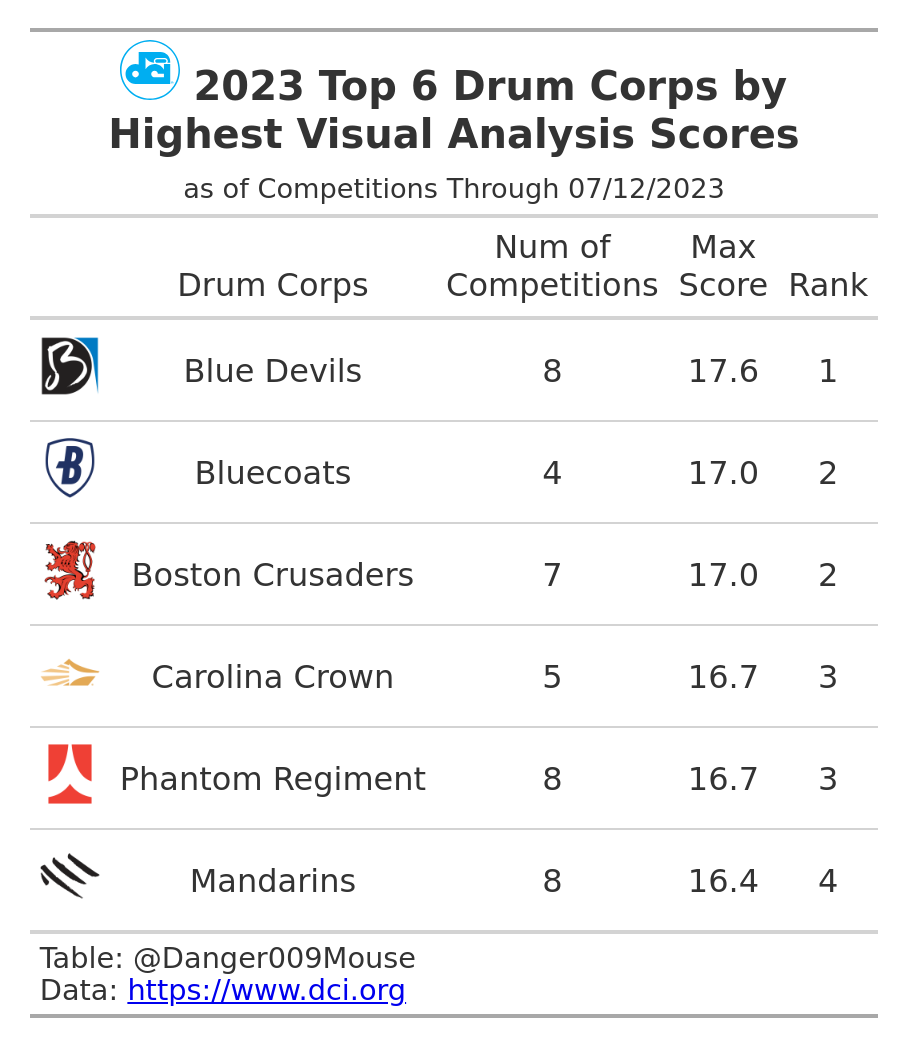 dci
2023 Top 6 Drum Corps by
Highest Visual Analysis Scores
as of Competitions Through 07/12/2023
Drum Corps Num of Competitions Max Score Rank
B Blue Devils 8 17.6 1
B Bluecoats 4 17.0 2
Boston Crusaders 7 17.0 2
Carolina Crown 5 16.7 3
Phantom Regiment 8 16.7 3
Mandarins 8 16.4 4
Table: @Danger009Mouse
Data: https://www.dci.org